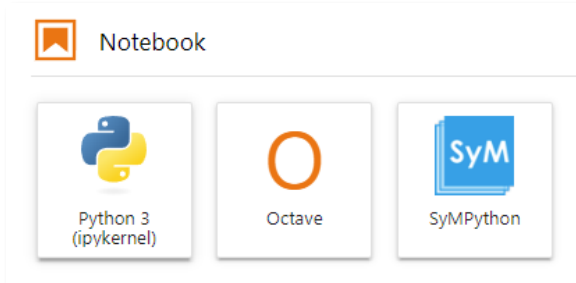 Notebook
O
SyM
Python 3
(ipykernel)
Octave
SyMPython